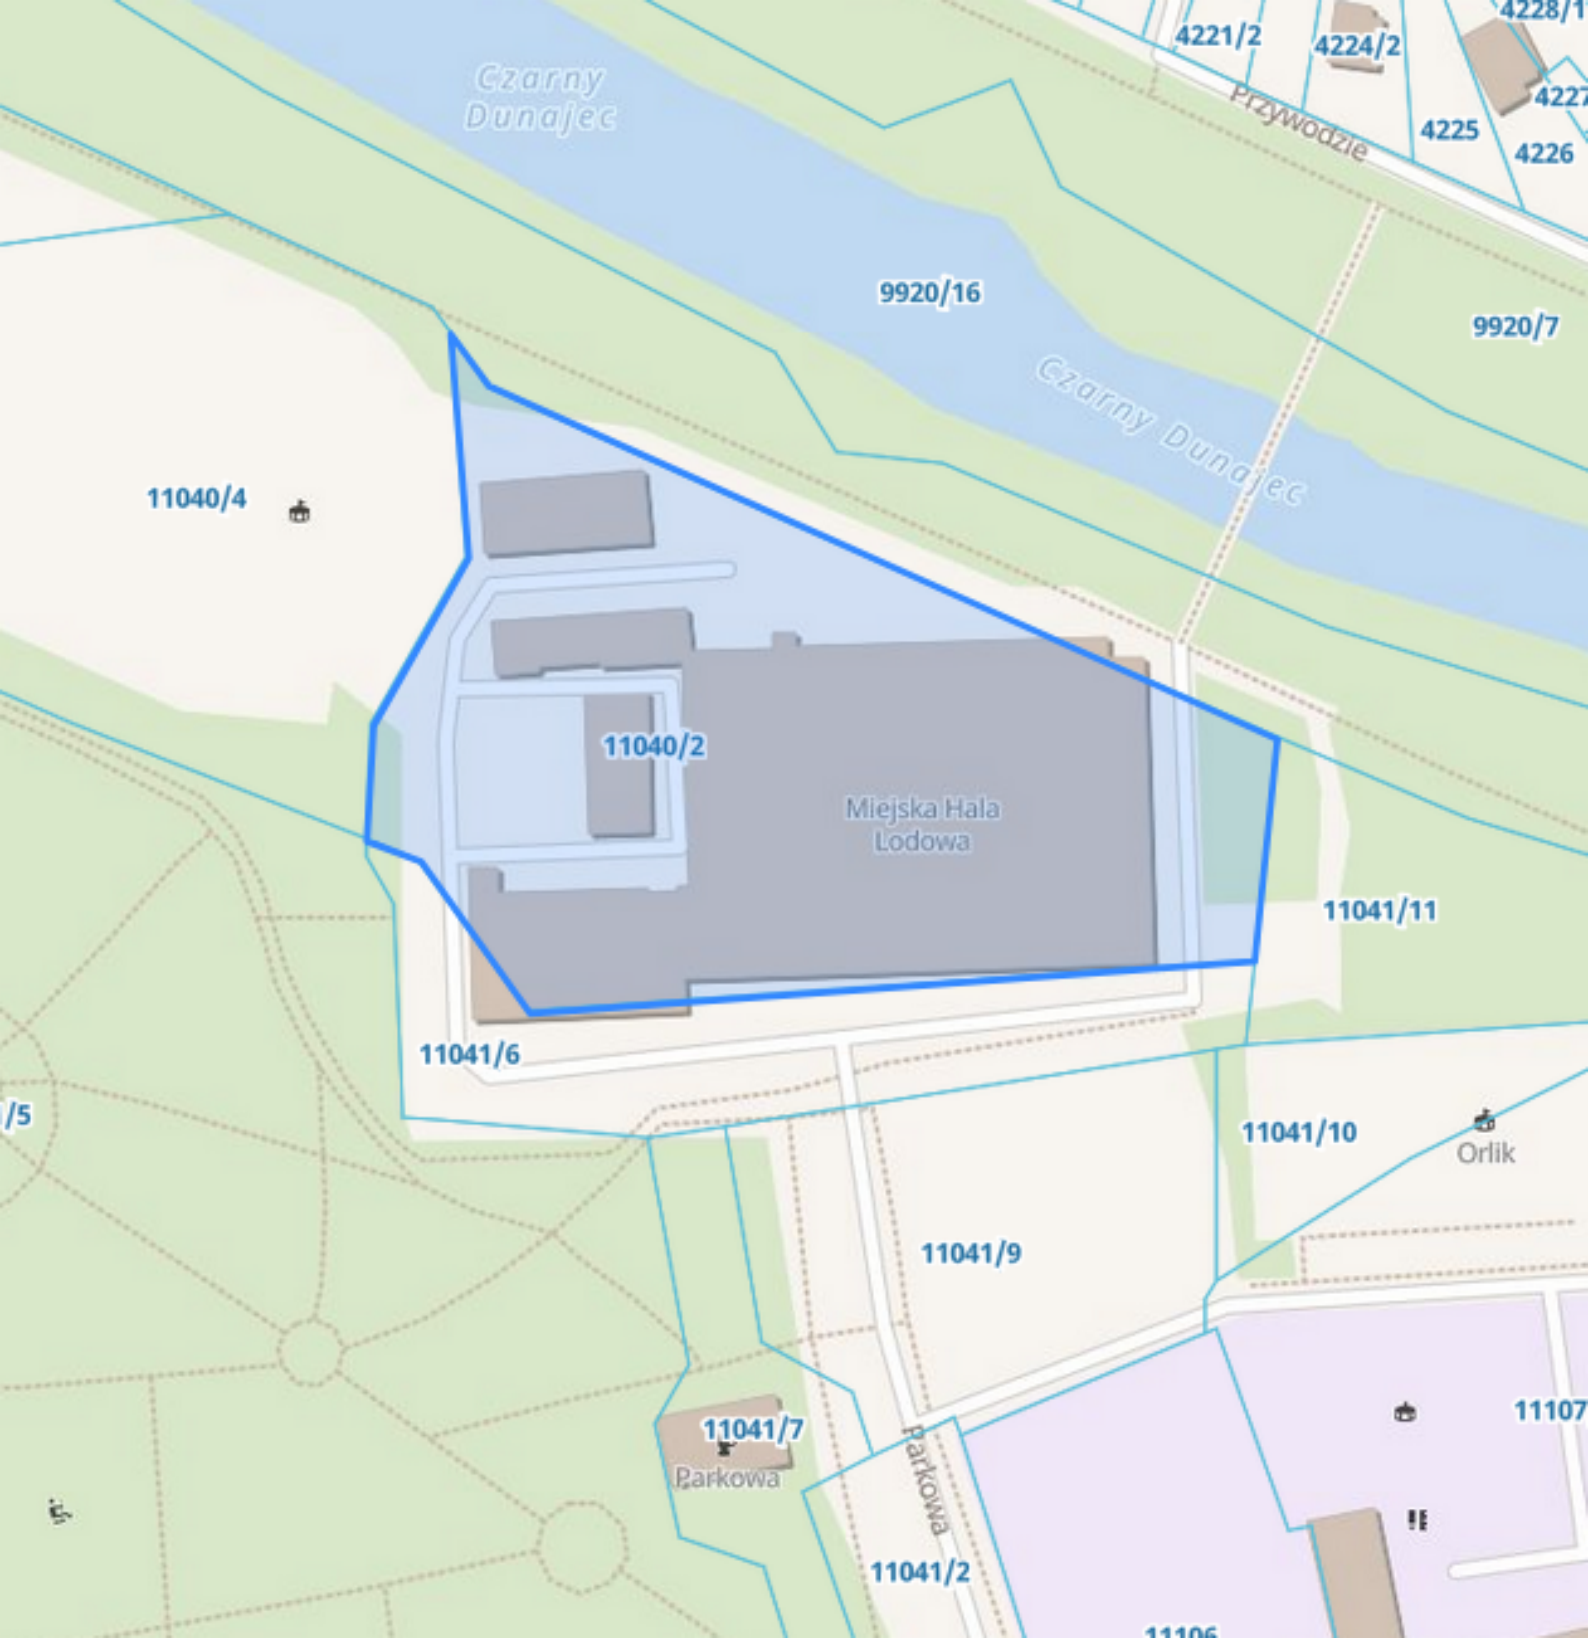 4228/1
4221/2
4224/2
Czarny
Dunajec
4227
Przywodzie
4225
4226
9920/16
9920/7
Czarny Dunajec
11040/4
11040/2
Miejska Hala
Lodowa
11041/11
11041/6
/5
11041/10
Orlik
11041/9
11107
11041/7
Parkowa
Parkowa
11041/2
11106